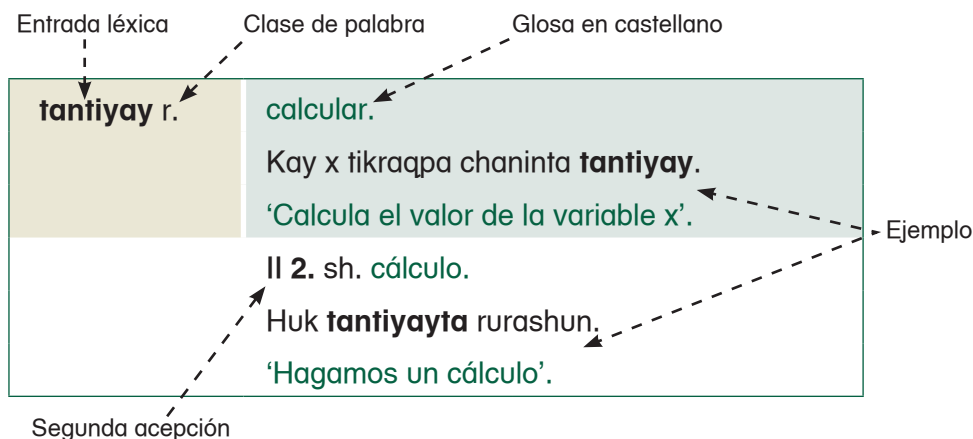 Entrada léxica Clase de palabra Glosa en castellano
tantiyay r. calcular.
Kay x tikraqpa chaninta tantiyay.
‘Calcula el valor de la variable x’.
Ejemplo
ll 2. sh. cálculo.
Huk tantiyayta rurashun.
‘Hagamos un cálculo’.
Segunda acepción